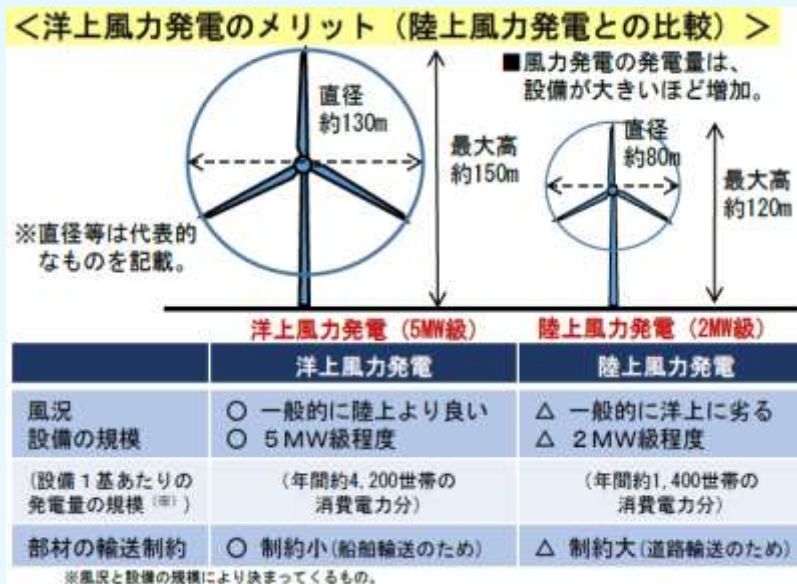 ＜洋上風力発電のメリット（陸上風力発電との比較）＞
■風力発電の発電量は、
設備が大きいほど増加。
直径
約130m
最大高
約150m
直径
約80m
最大高
約120m
※直径等は代表的
なものを記載。
洋上風力発電（5MW級）
陸上風力発電（2MW級）
洋上風力発電 陸上風力発電
風況 ○ 一般的に陸上より良い △ 一般的に洋上に劣る
設備の規模 ○ ５ＭＷ級程度 △ ２ＭＷ級程度
（設備１基あたりの （年間約4,200世帯の （年間約1,400世帯の
発電量の規模（※）） 消費電力分） 消費電力分）
部材の輸送制約 ○ 制約小（船舶輸送のため） △ 制約大（道路輸送のため）
※風況と設備の規模により決まってくるもの。